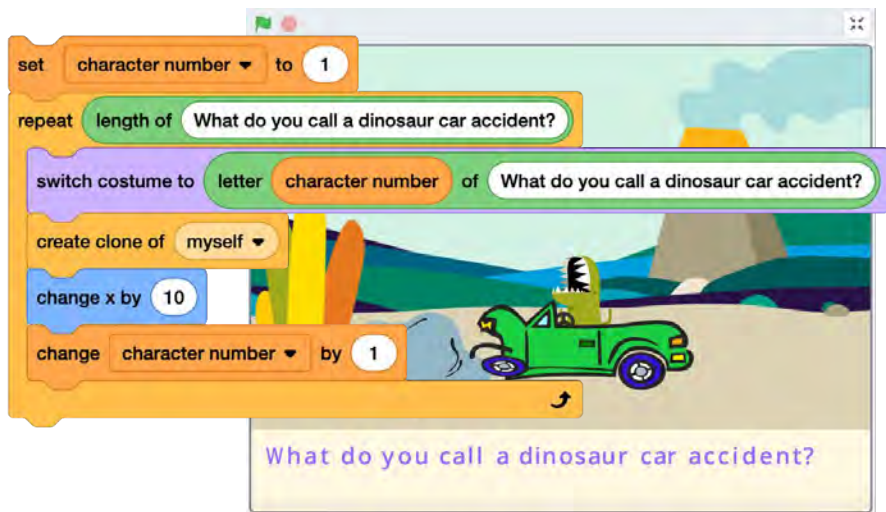 set character number to 1
repeat length of What do you call a dinosaur car accident?
switch costume to letter character number of What do you call a dinosaur car accident?
create clone of myself
change x by 10
change character number by 1
What do you call a dinosaur car accident?